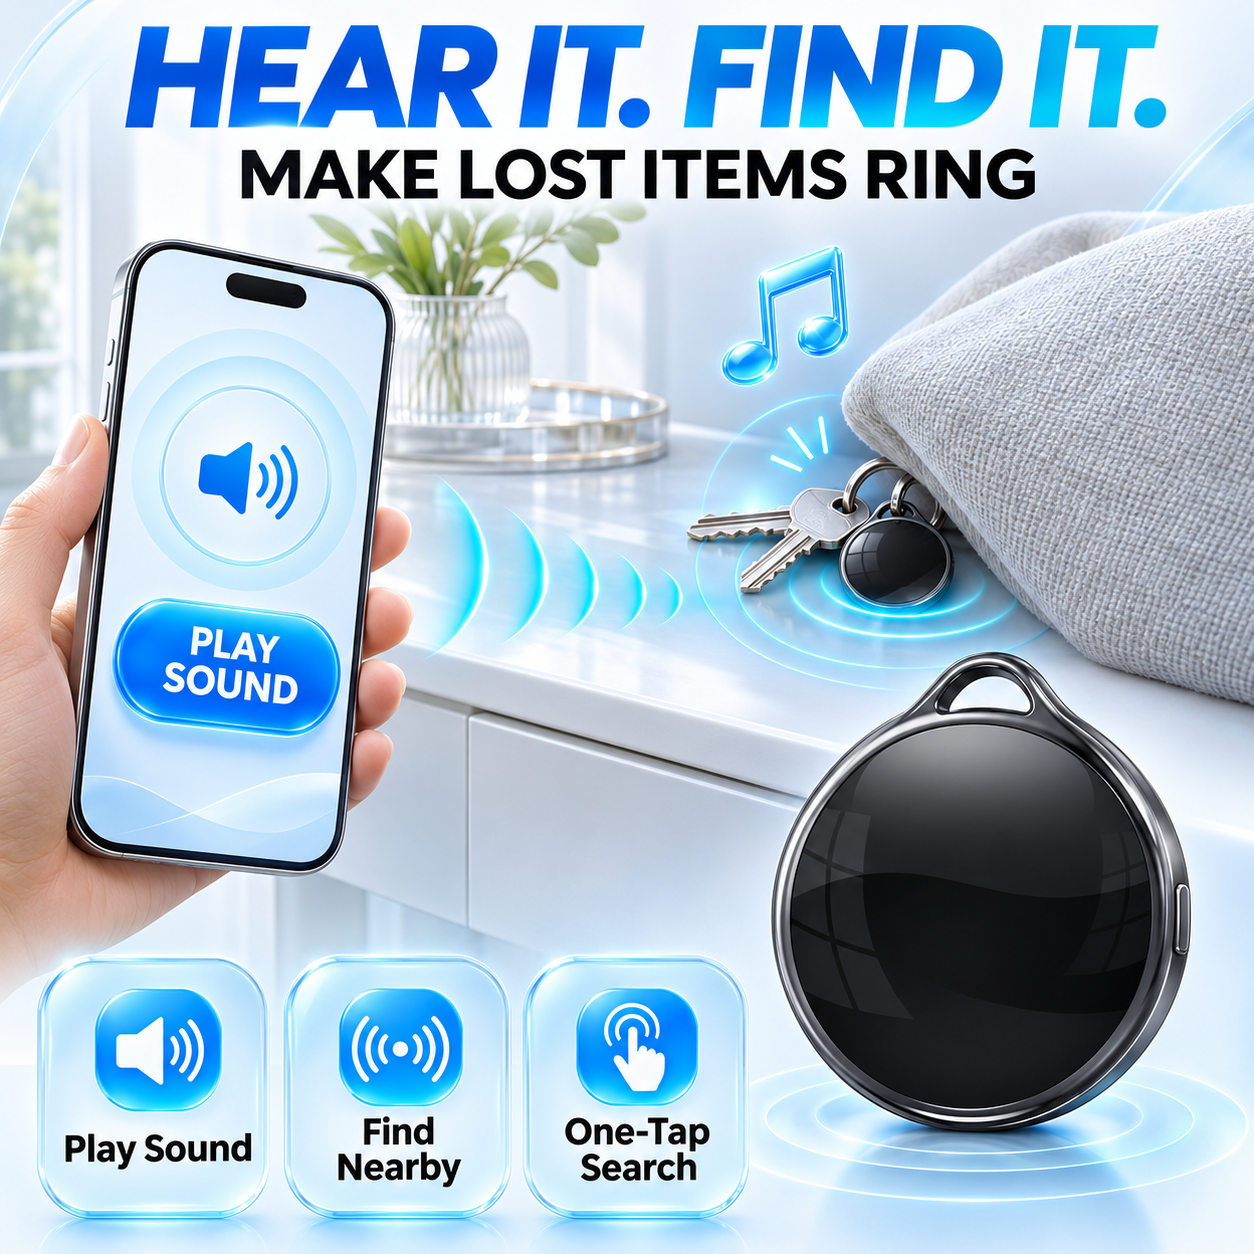 HEAR IT. FIND IT.
MAKE LOST ITEMS RING
PLAY
SOUND
Play Sound
Find
Nearby
One-Tap
Search